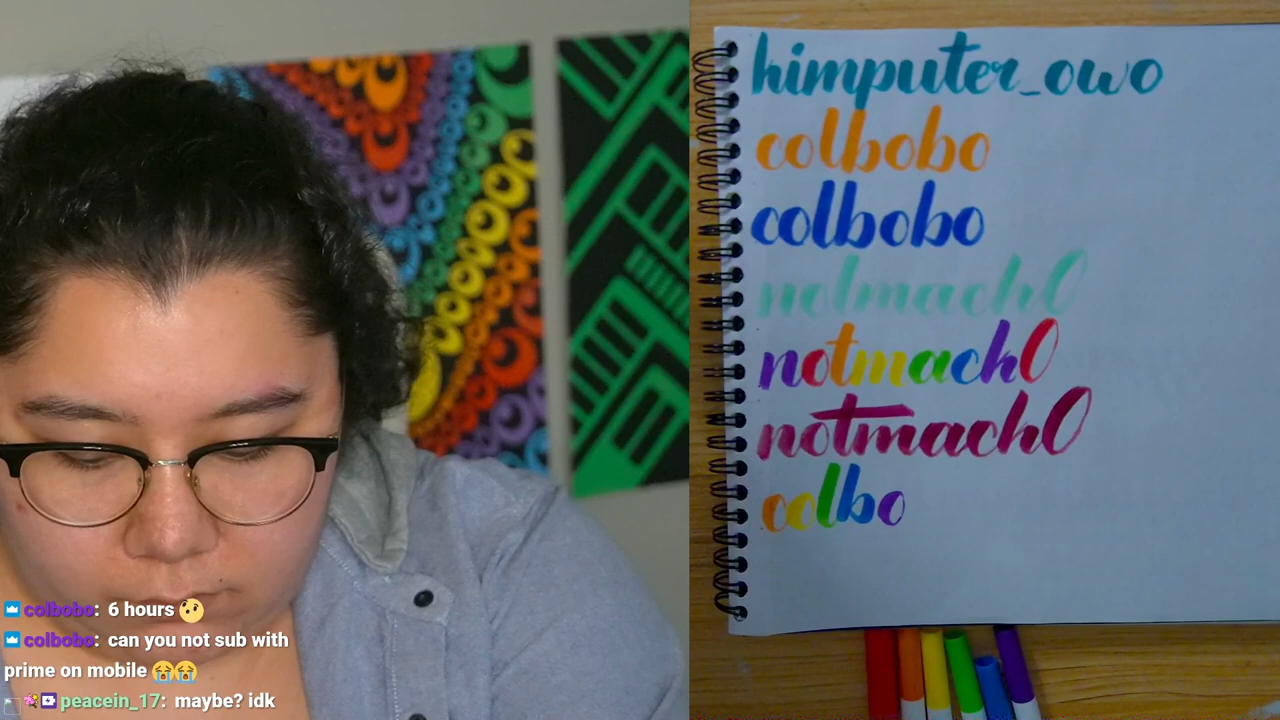 colbobo: 6 hours
colbobo: can you not sub with
prime on mobile
peacein_17: maybe? idk
kimputer_owo
colbobo
colbobo
notmach0
notmach0
notmach0
colbo